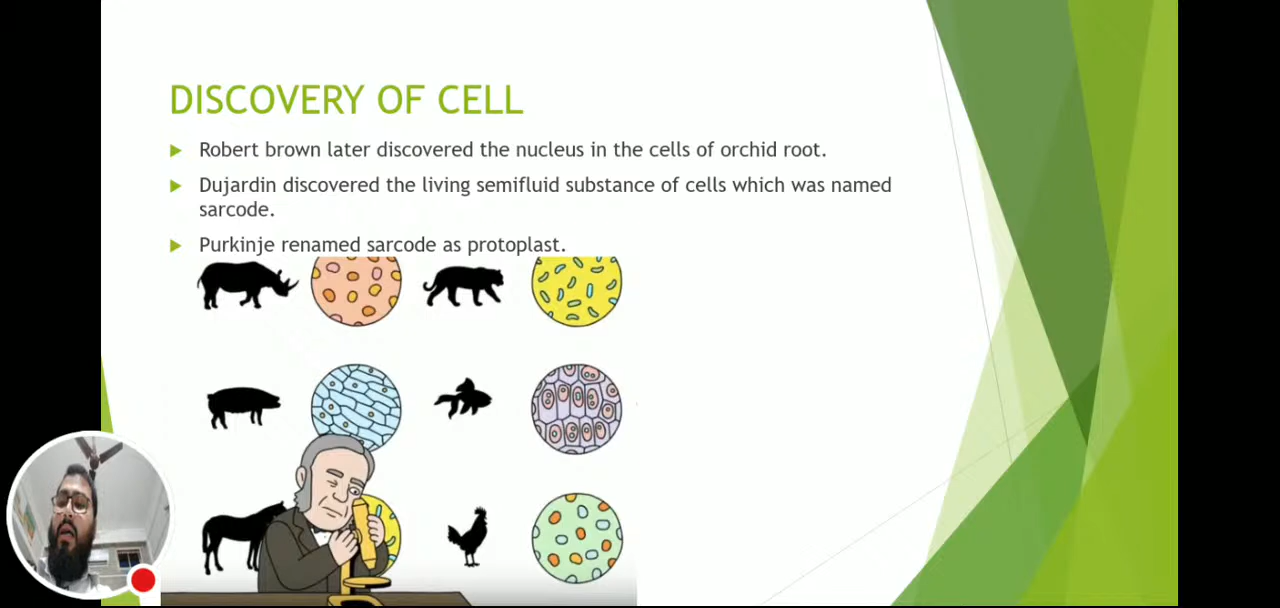 DISCOVERY OF CELL
Robert brown later discovered the nucleus in the cells of orchid root.
Dujardin discovered the living semifluid substance of cells which was named
sarcode.
Purkinje renamed sarcode as protoplast.